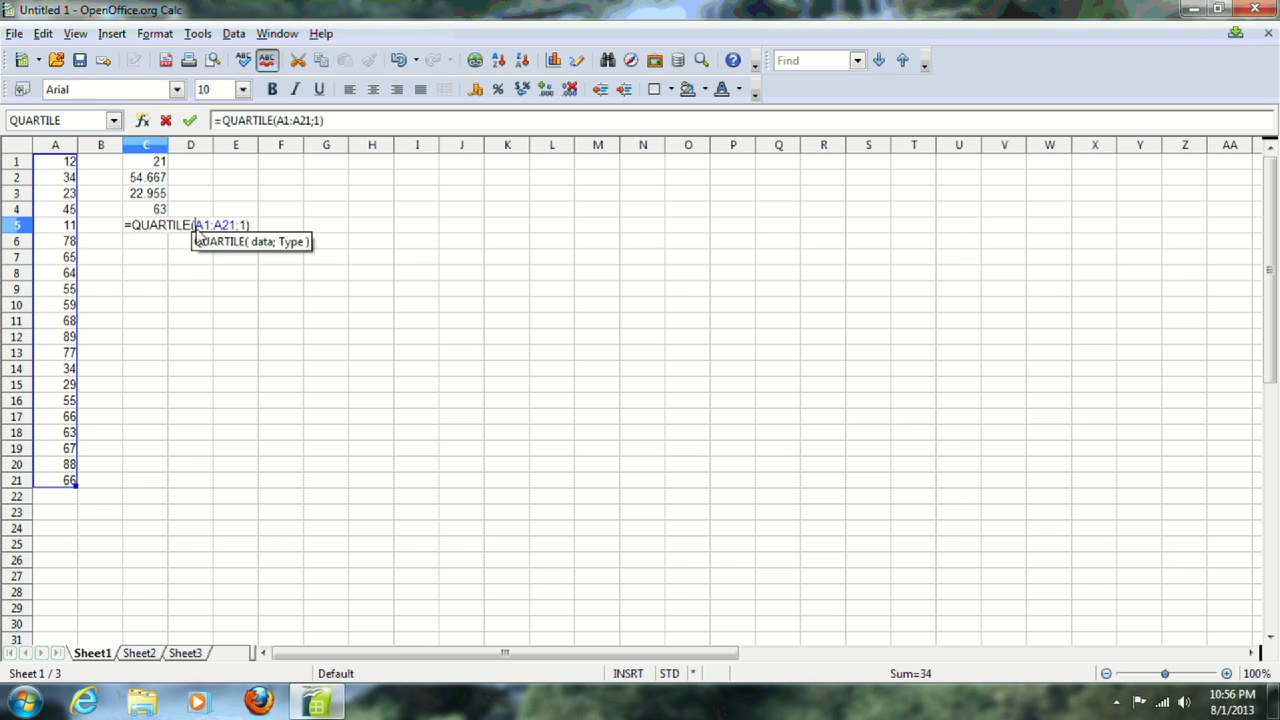 Untitled 1 - OpenOffice.org Calc
File Edit View Insert Format Tools Data Window Help
ABC ABC Find
Arial 10 B I U
QUARTILE =QUARTILE(A1:A21;1)
A B C D E F G H I J K L M N O P Q R S T U V W X Y Z AA
1 12 21
2 34 54.667
3 23 22.955
4 45 63
5 11 =QUARTILE(A1:A21;1)
6 78 QUARTILE( data; Type )
7 65
8 64
9 55
10 59
11 68
12 89
13 77
14 34
15 29
16 55
17 66
18 63
19 67
20 88
21 66
22
23
24
25
26
27
28
29
30
31
Sheet1 Sheet2 Sheet3
Sheet 1 / 3 Default INSRT STD * Sum=34 100%
10:56 PM
8/1/2013